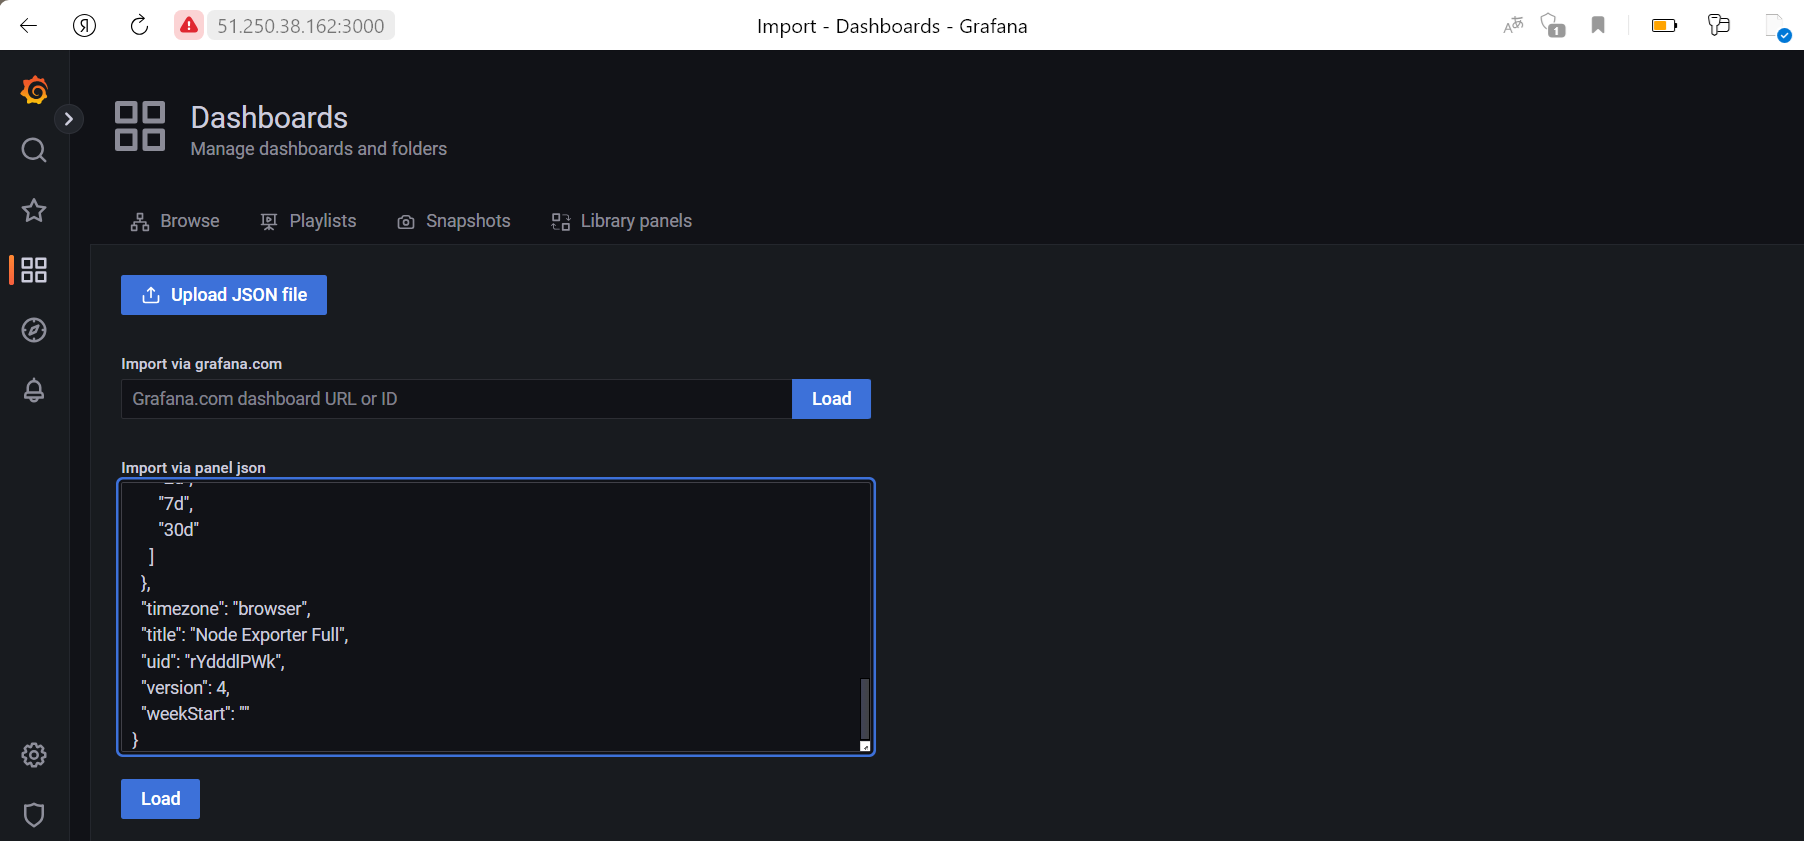 51.250.38.162:3000
Import - Dashboards - Grafana
1
Dashboards
Manage dashboards and folders
Browse
Playlists
Snapshots
Library panels
Upload JSON file
Import via grafana.com
Grafana.com dashboard URL or ID
Load
Import via panel json
"7d",
"30d"
]
},
"timezone": "browser",
"title": "Node Exporter Full",
"uid": "rYdddlPWk",
"version": 4,
"weekStart": ""
}
Load